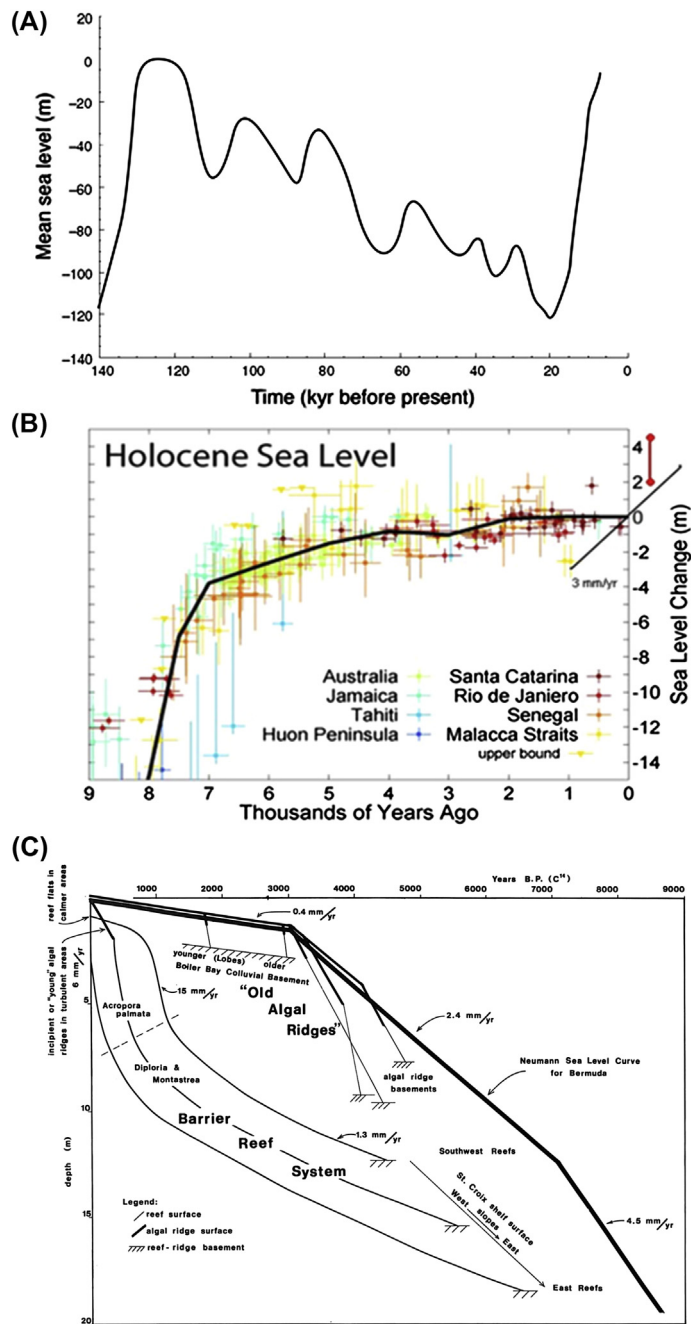 (A)
20
0
−20
−40
−60
−80
−100
−120
−140
Mean sea level (m)
140
120
100
80
60
40
20
0
Time (kyr before present)
(B)
Holocene Sea Level
4
2
0
-2
-4
-6
-8
-10
-12
-14
Sea Level Change (m)
3 mm/yr
Australia
Jamaica
Tahiti
Huon Peninsula
Santa Catarina
Rio de Janiero
Senegal
Malacca Straits
upper bound
9
8
7
6
5
4
3
2
1
0
Thousands of Years Ago
(C)
Years B.P. (C14)
1000
2000
3000
4000
5000
6000
7000
8000
9000
reef flats in
calmer areas
incipient or "young" algal
ridges in turbulent areas
6 mm/yr
0.4 mm/yr
younger (Lobes) older
Boiler Bay Colluvial Basement
15 mm/yr
"Old
Algal
Ridges"
5
Acropora
palmata
2.4 mm/yr
Neumann Sea Level Curve
for Bermuda
algal ridge
basements
Diploria &
Montastrea
10
Barrier
Reef
System
1.3 mm/yr
Southwest Reefs
St. Croix shelf surface
West slopes East
depth (m)
Legend:
reef surface
algal ridge surface
reef-ridge basement
15
4.5 mm/yr
East Reefs
20